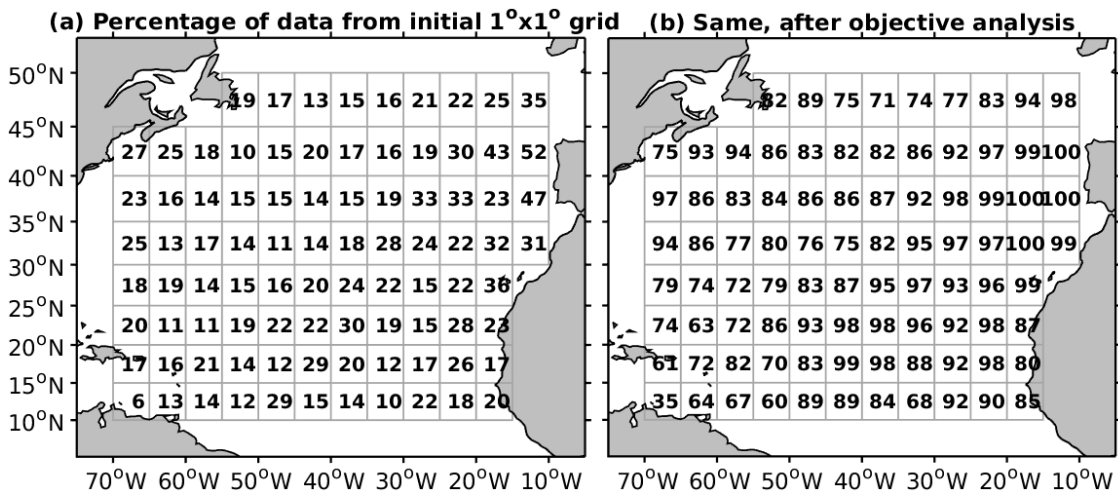 (a) Percentage of data from initial 1°x1° grid (b) Same, after objective analysis
50°N 19 17 13 15 16 21 22 25 35 82 89 75 71 74 77 83 94 98
45°N
27 25 18 10 15 20 17 16 19 30 43 52 75 93 94 86 83 82 82 86 92 97 99 100
40°N
23 16 14 15 15 14 15 19 33 33 23 47 97 86 83 84 86 86 87 92 98 99 100 100
35°N
25 13 17 14 11 14 18 28 24 22 32 31 94 86 77 80 76 75 82 95 97 97 100 99
30°N
18 19 14 15 16 20 24 22 15 22 36 79 74 72 79 83 87 95 97 93 96 99
25°N
20 11 11 19 22 22 30 19 15 28 23 74 63 72 86 93 98 98 96 92 98 87
20°N
17 16 21 14 12 29 20 12 17 26 17 61 72 82 70 83 99 98 88 92 98 80
15°N
6 13 14 12 29 15 14 10 22 18 20 35 64 67 60 89 89 84 68 92 90 85
10°N
70°W 60°W 50°W 40°W 30°W 20°W 10°W 70°W 60°W 50°W 40°W 30°W 20°W 10°W